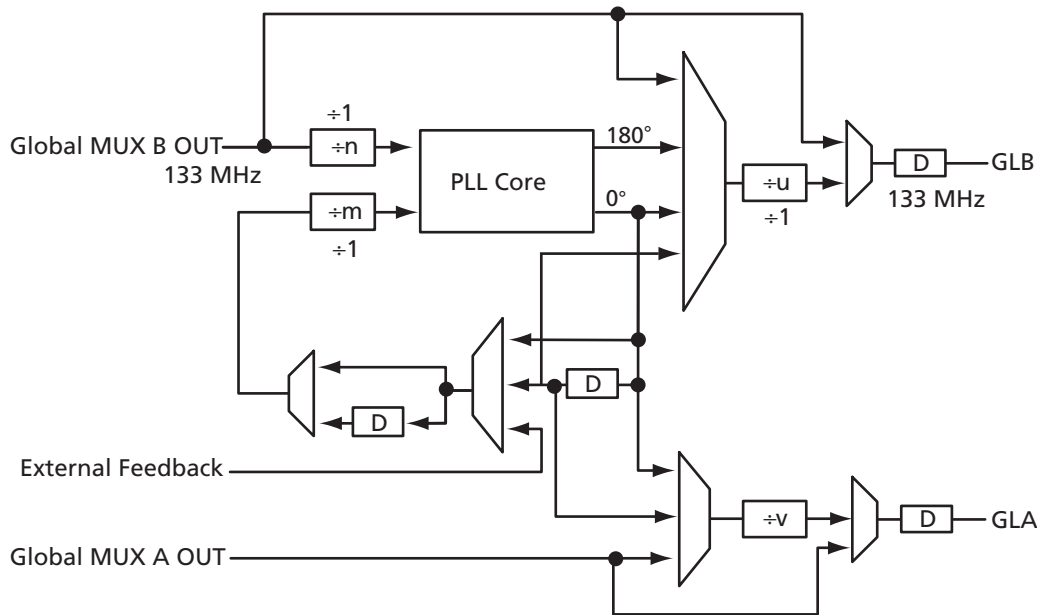 ÷1
Global MUX B OUT
÷n
133 MHz
PLL Core
180°
0°
÷m
÷1
÷u
÷1
D
GLB
133 MHz
D
D
External Feedback
÷v
D
GLA
Global MUX A OUT